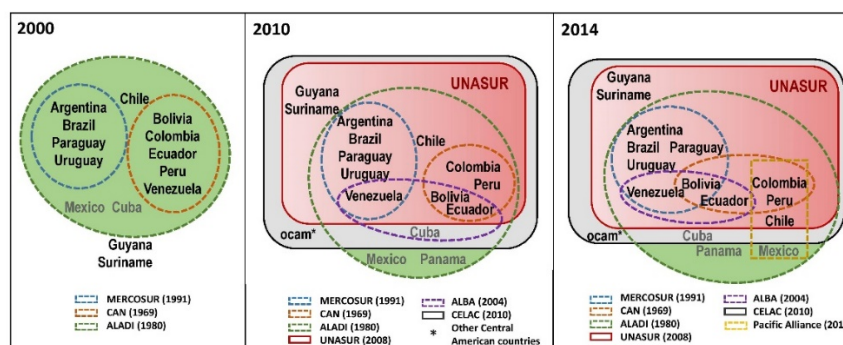 2000
Argentina
Brazil
Paraguay
Uruguay
Chile
Bolivia
Colombia
Ecuador
Peru
Venezuela
Mexico Cuba
Guyana
Suriname
MERCOSUR (1991)
CAN (1969)
ALADI (1980)
2010
UNASUR
Guyana
Suriname
Argentina
Brazil
Paraguay
Uruguay
Venezuela
Chile
Colombia
Peru
Bolivia
Ecuador
Cuba
ocam*
Mexico Panama
MERCOSUR (1991)
CAN (1969)
ALADI (1980)
UNASUR (2008)
ALBA (2004)
CELAC (2010)
* Other Central
American countries
2014
UNASUR
Guyana
Suriname
Argentina
Brazil Paraguay
Uruguay
Venezuela
Bolivia
Ecuador
Colombia
Peru
Chile
ocam*
Cuba
Panama
Mexico
MERCOSUR (1991)
CAN (1969)
ALADI (1980)
UNASUR (2008)
ALBA (2004)
CELAC (2010)
Pacific Alliance (201